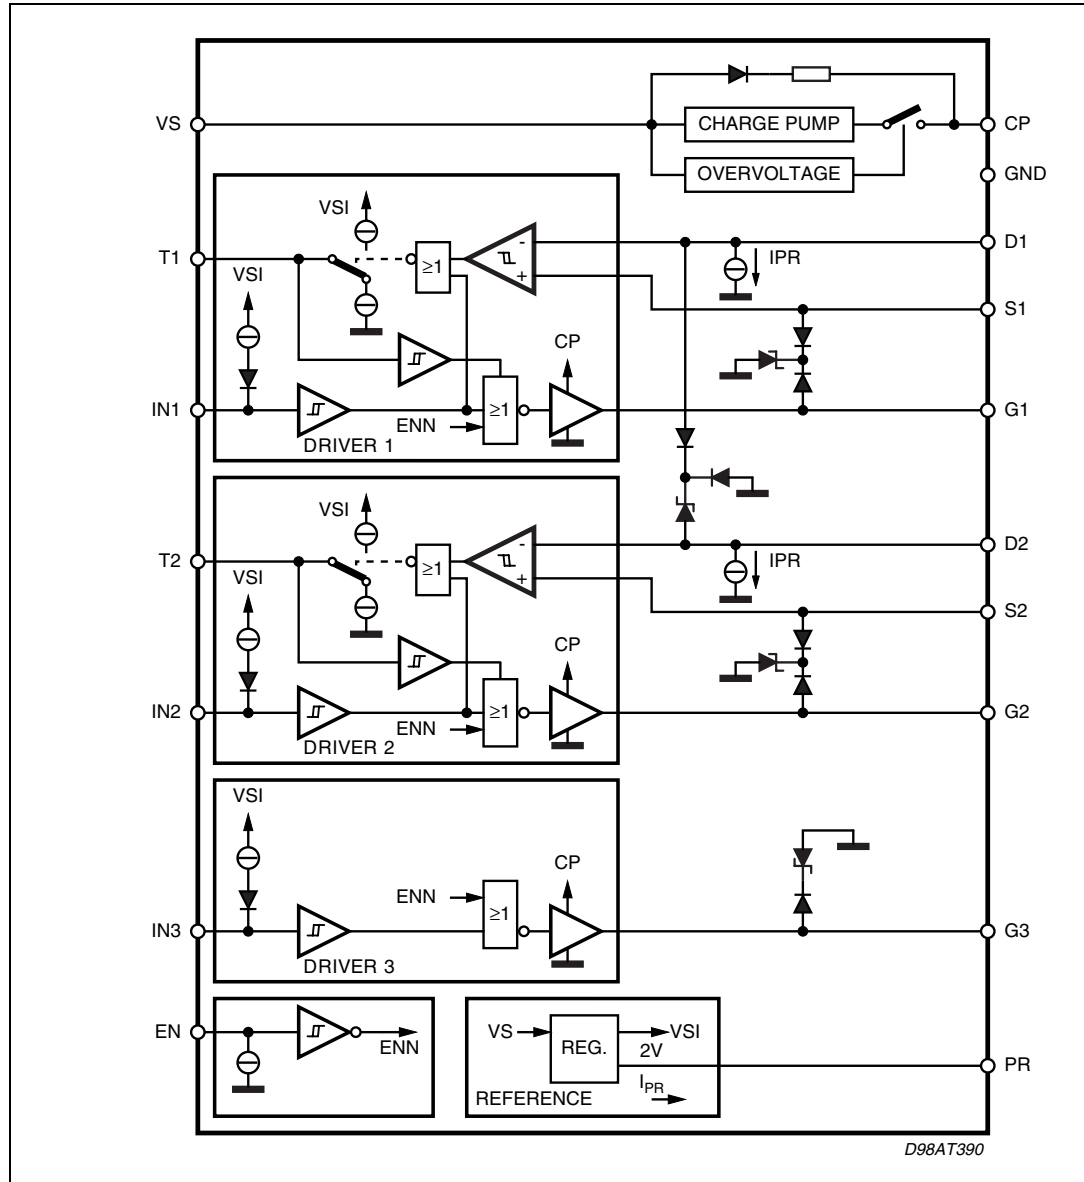 VS
CHARGE PUMP
CP
OVERVOLTAGE
GND
VSI
D1
T1
VSI
≥1
-
+
IPR
S1
CP
IN1
ENN
≥1
G1
DRIVER 1
VSI
D2
T2
VSI
≥1
-
+
IPR
S2
CP
IN2
ENN
≥1
G2
DRIVER 2
VSI
CP
ENN
≥1
IN3
G3
DRIVER 3
EN
ENN
VS
REG.
VSI
2V
PR
IPR
REFERENCE
D98AT390